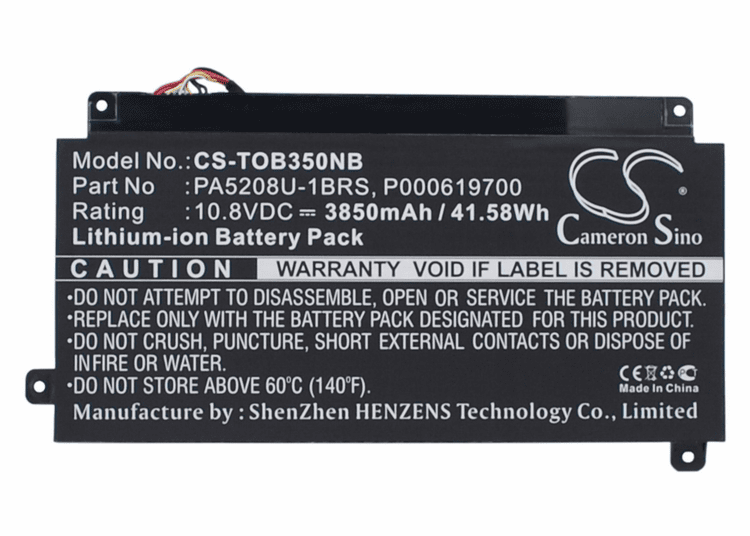 Model No.: CS-TOB350NB
Part No : PA5208U-1BRS, P000619700
Rating : 10.8VDC ⎓ 3850mAh / 41.58Wh
Lithium-ion Battery Pack
CS
Cameron Sino
CAUTION WARRANTY VOID IF LABEL IS REMOVED
•DO NOT ATTEMPT TO DISASSEMBLE, OPEN OR SERVICE THE BATTERY PACK.
•REPLACE ONLY WITH THE BATTERY PACK DESIGNATED FOR THIS PRODUCT.
•DO NOT CRUSH, PUNCTURE, SHORT EXTERNAL CONTACTS OR DISPOSE OF
INFIRE OR WATER.
•DO NOT STORE ABOVE 60°C (140°F).
CE
Made In China
Manufacture by : ShenZhen HENZENS Technology Co., Limited